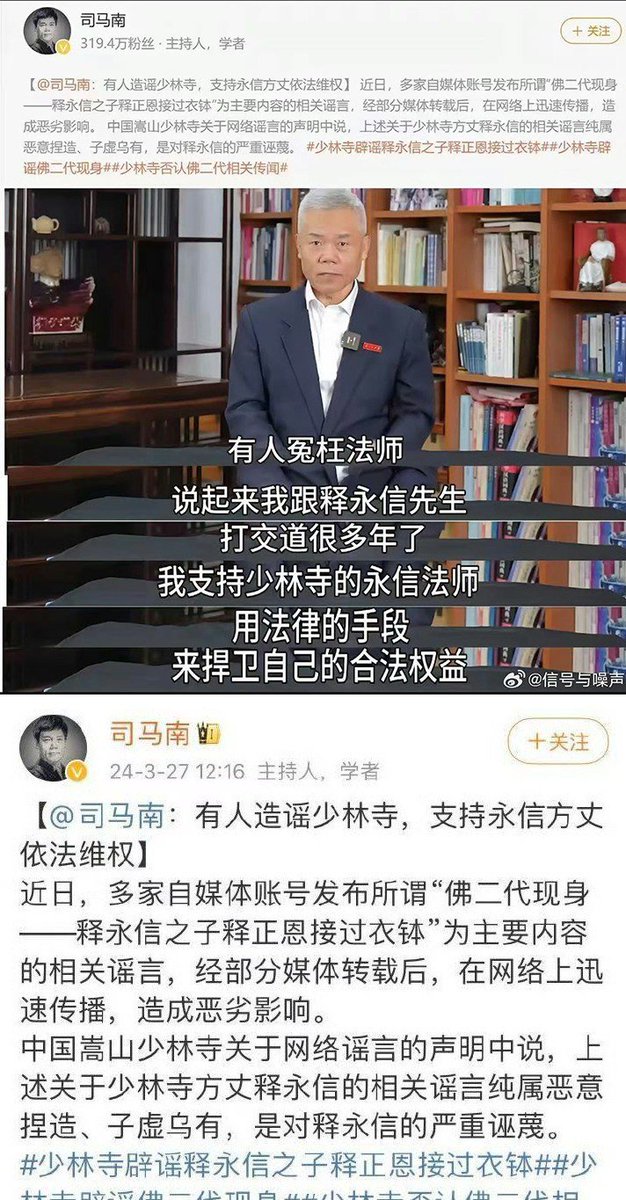 司马南
319.4万粉丝·主持人，学者
＋关注
【@司马南：有人造谣少林寺，支持永信方丈依法维权】 近日，多家自媒体账号发布所谓“佛二代现身
——释永信之子释正恩接过衣钵”为主要内容的相关谣言，经部分媒体转载后，在网络上迅速传播，造
成恶劣影响。 中国嵩山少林寺关于网络谣言的声明中说，上述关于少林寺方丈释永信的相关谣言纯属
恶意捏造、子虚乌有，是对释永信的严重诬蔑。 #少林寺辟谣释永信之子释正恩接过衣钵##少林寺辟
谣佛二代现身##少林寺否认佛二代相关传闻#
有人冤枉法师
说起来我跟释永信先生
打交道很多年了
我支持少林寺的永信法师
用法律的手段
来捍卫自己的合法权益
@信号与噪声
司马南
＋关注
24-3-27 12:16 主持人，学者
【@司马南：有人造谣少林寺，支持永信方丈
依法维权】
近日，多家自媒体账号发布所谓“佛二代现身
——释永信之子释正恩接过衣钵”为主要内容
的相关谣言，经部分媒体转载后，在网络上迅
速传播，造成恶劣影响。
中国嵩山少林寺关于网络谣言的声明中说，上
述关于少林寺方丈释永信的相关谣言纯属恶意
捏造、子虚乌有，是对释永信的严重诬蔑。
#少林寺辟谣释永信之子释正恩接过衣钵##少
林寺辟谣佛二代现身##少林寺否认佛二代相